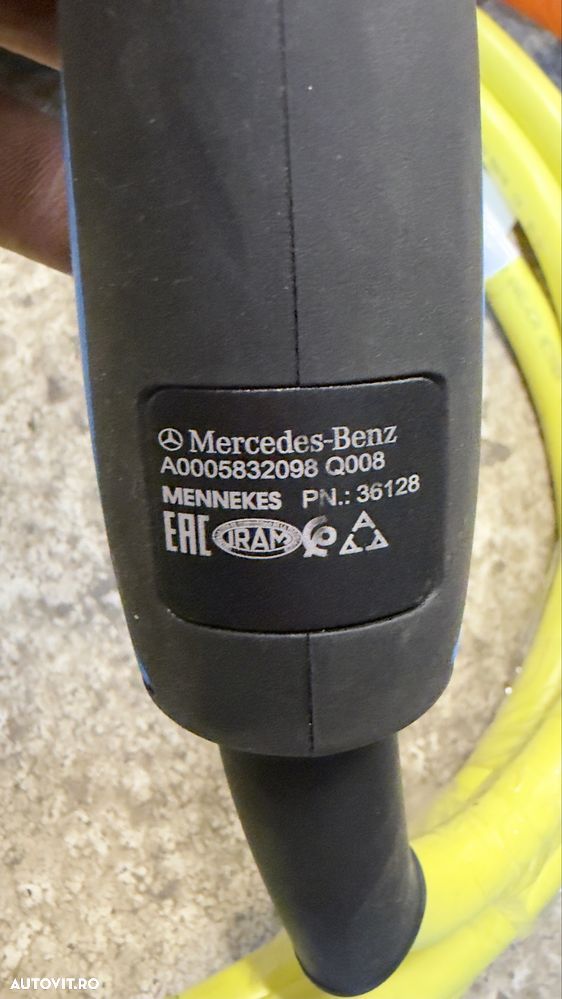 Mercedes-Benz
A0005832098 Q008
MENNEKES PN.: 36128
EAC IRAM
AUTOVIT.RO